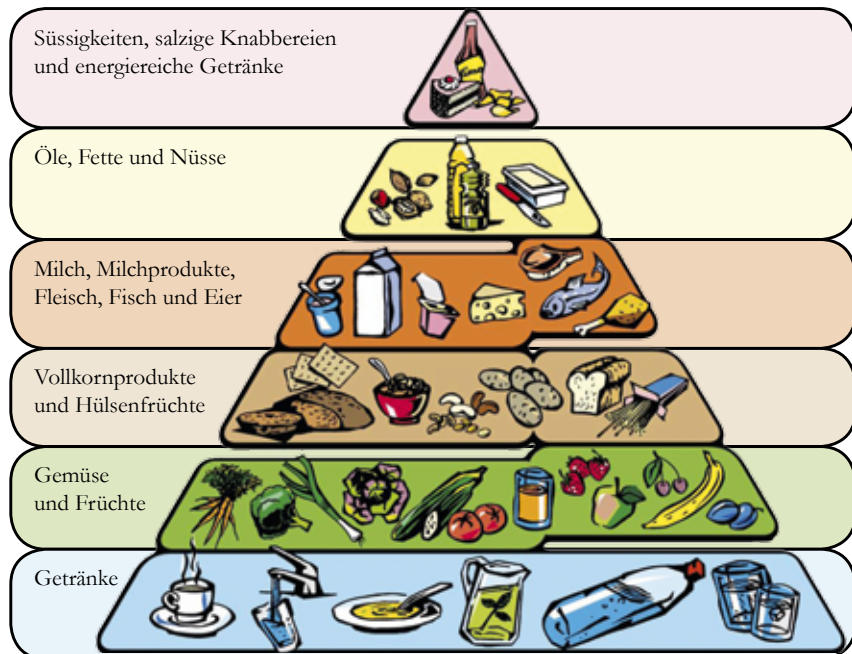 Süssigkeiten, salzige Knabbereien
und energiereiche Getränke
Öle, Fette und Nüsse
Milch, Milchprodukte,
Fleisch, Fisch und Eier
Vollkornprodukte
und Hülsenfrüchte
Gemüse
und Früchte
Getränke